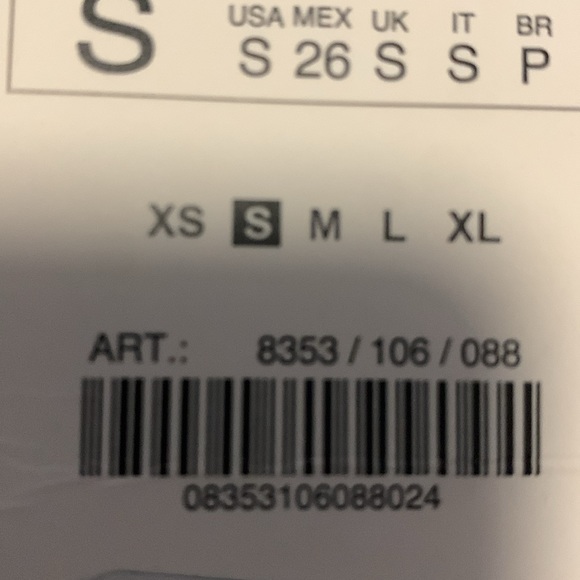 S USA MEX UK IT BR
S 26 S S P
XS S M L XL
ART.: 8353 / 106 / 088
08353106088024